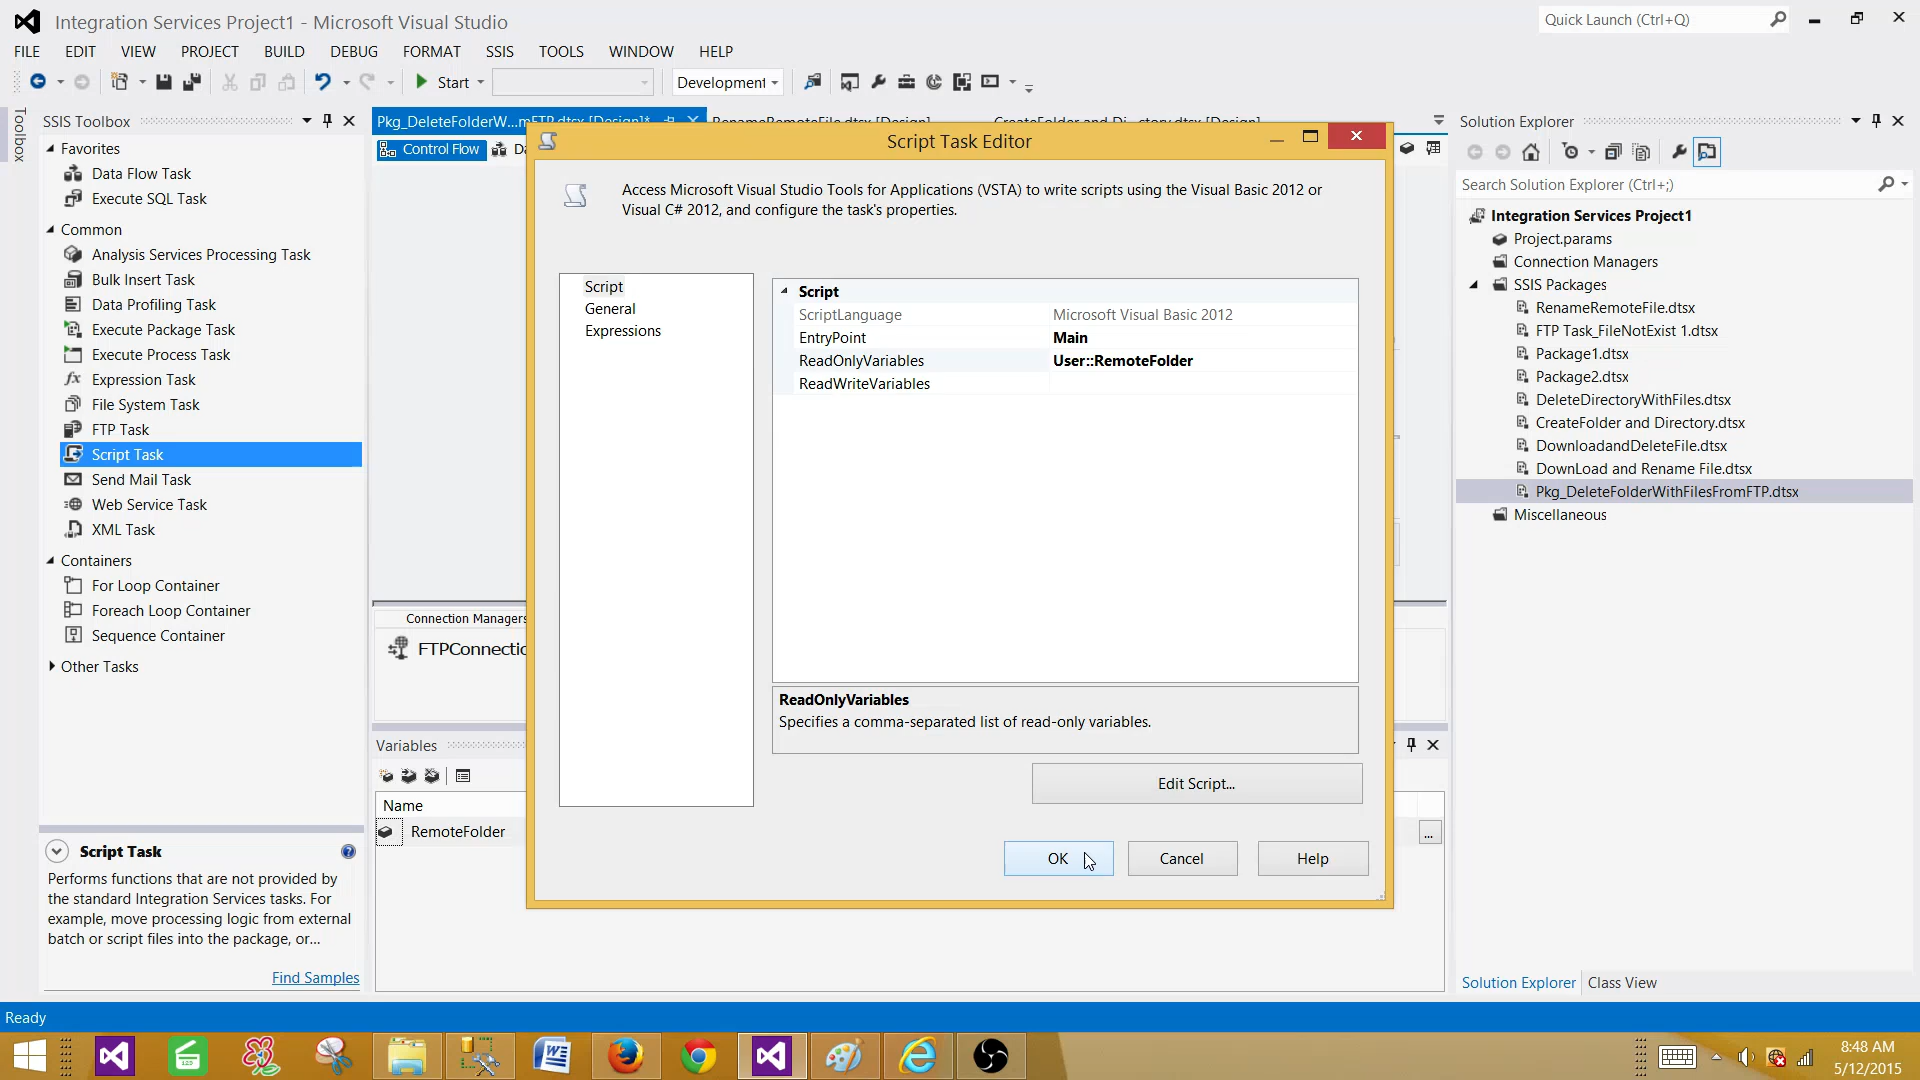 Integration Services Project1 - Microsoft Visual Studio
Quick Launch (Ctrl+Q)
FILE EDIT VIEW PROJECT BUILD DEBUG FORMAT SSIS TOOLS WINDOW HELP
Start
Development
Toolbox
SSIS Toolbox
Favorites
Data Flow Task
Execute SQL Task
Common
Analysis Services Processing Task
Bulk Insert Task
Data Profiling Task
Execute Package Task
Execute Process Task
Expression Task
File System Task
FTP Task
Script Task
Send Mail Task
Web Service Task
XML Task
Containers
For Loop Container
Foreach Loop Container
Sequence Container
Other Tasks
Script Task
Performs functions that are not provided by
the standard Integration Services tasks. For
example, move processing logic from external
batch or script files into the package, or...
Find Samples
Pkg_DeleteFolderW...mFTP.dtsx [Design]*
RenameRemoteFile.dtsx [Design]
Control Flow
Connection Managers
FTPConnectio
Variables
Name
RemoteFolder
...
Script Task Editor
Access Microsoft Visual Studio Tools for Applications (VSTA) to write scripts using the Visual Basic 2012 or
Visual C# 2012, and configure the task's properties.
Script
General
Expressions
Script
ScriptLanguage Microsoft Visual Basic 2012
EntryPoint Main
ReadOnlyVariables User::RemoteFolder
ReadWriteVariables
ReadOnlyVariables
Specifies a comma-separated list of read-only variables.
Edit Script...
OK Cancel Help
Solution Explorer
Search Solution Explorer (Ctrl+;)
Integration Services Project1
Project.params
Connection Managers
SSIS Packages
RenameRemoteFile.dtsx
FTP Task_FileNotExist 1.dtsx
Package1.dtsx
Package2.dtsx
DeleteDirectoryWithFiles.dtsx
CreateFolder and Directory.dtsx
DownloadandDeleteFile.dtsx
DownLoad and Rename File.dtsx
Pkg_DeleteFolderWithFilesFromFTP.dtsx
Miscellaneous
Solution Explorer Class View
Ready
8:48 AM
5/12/2015